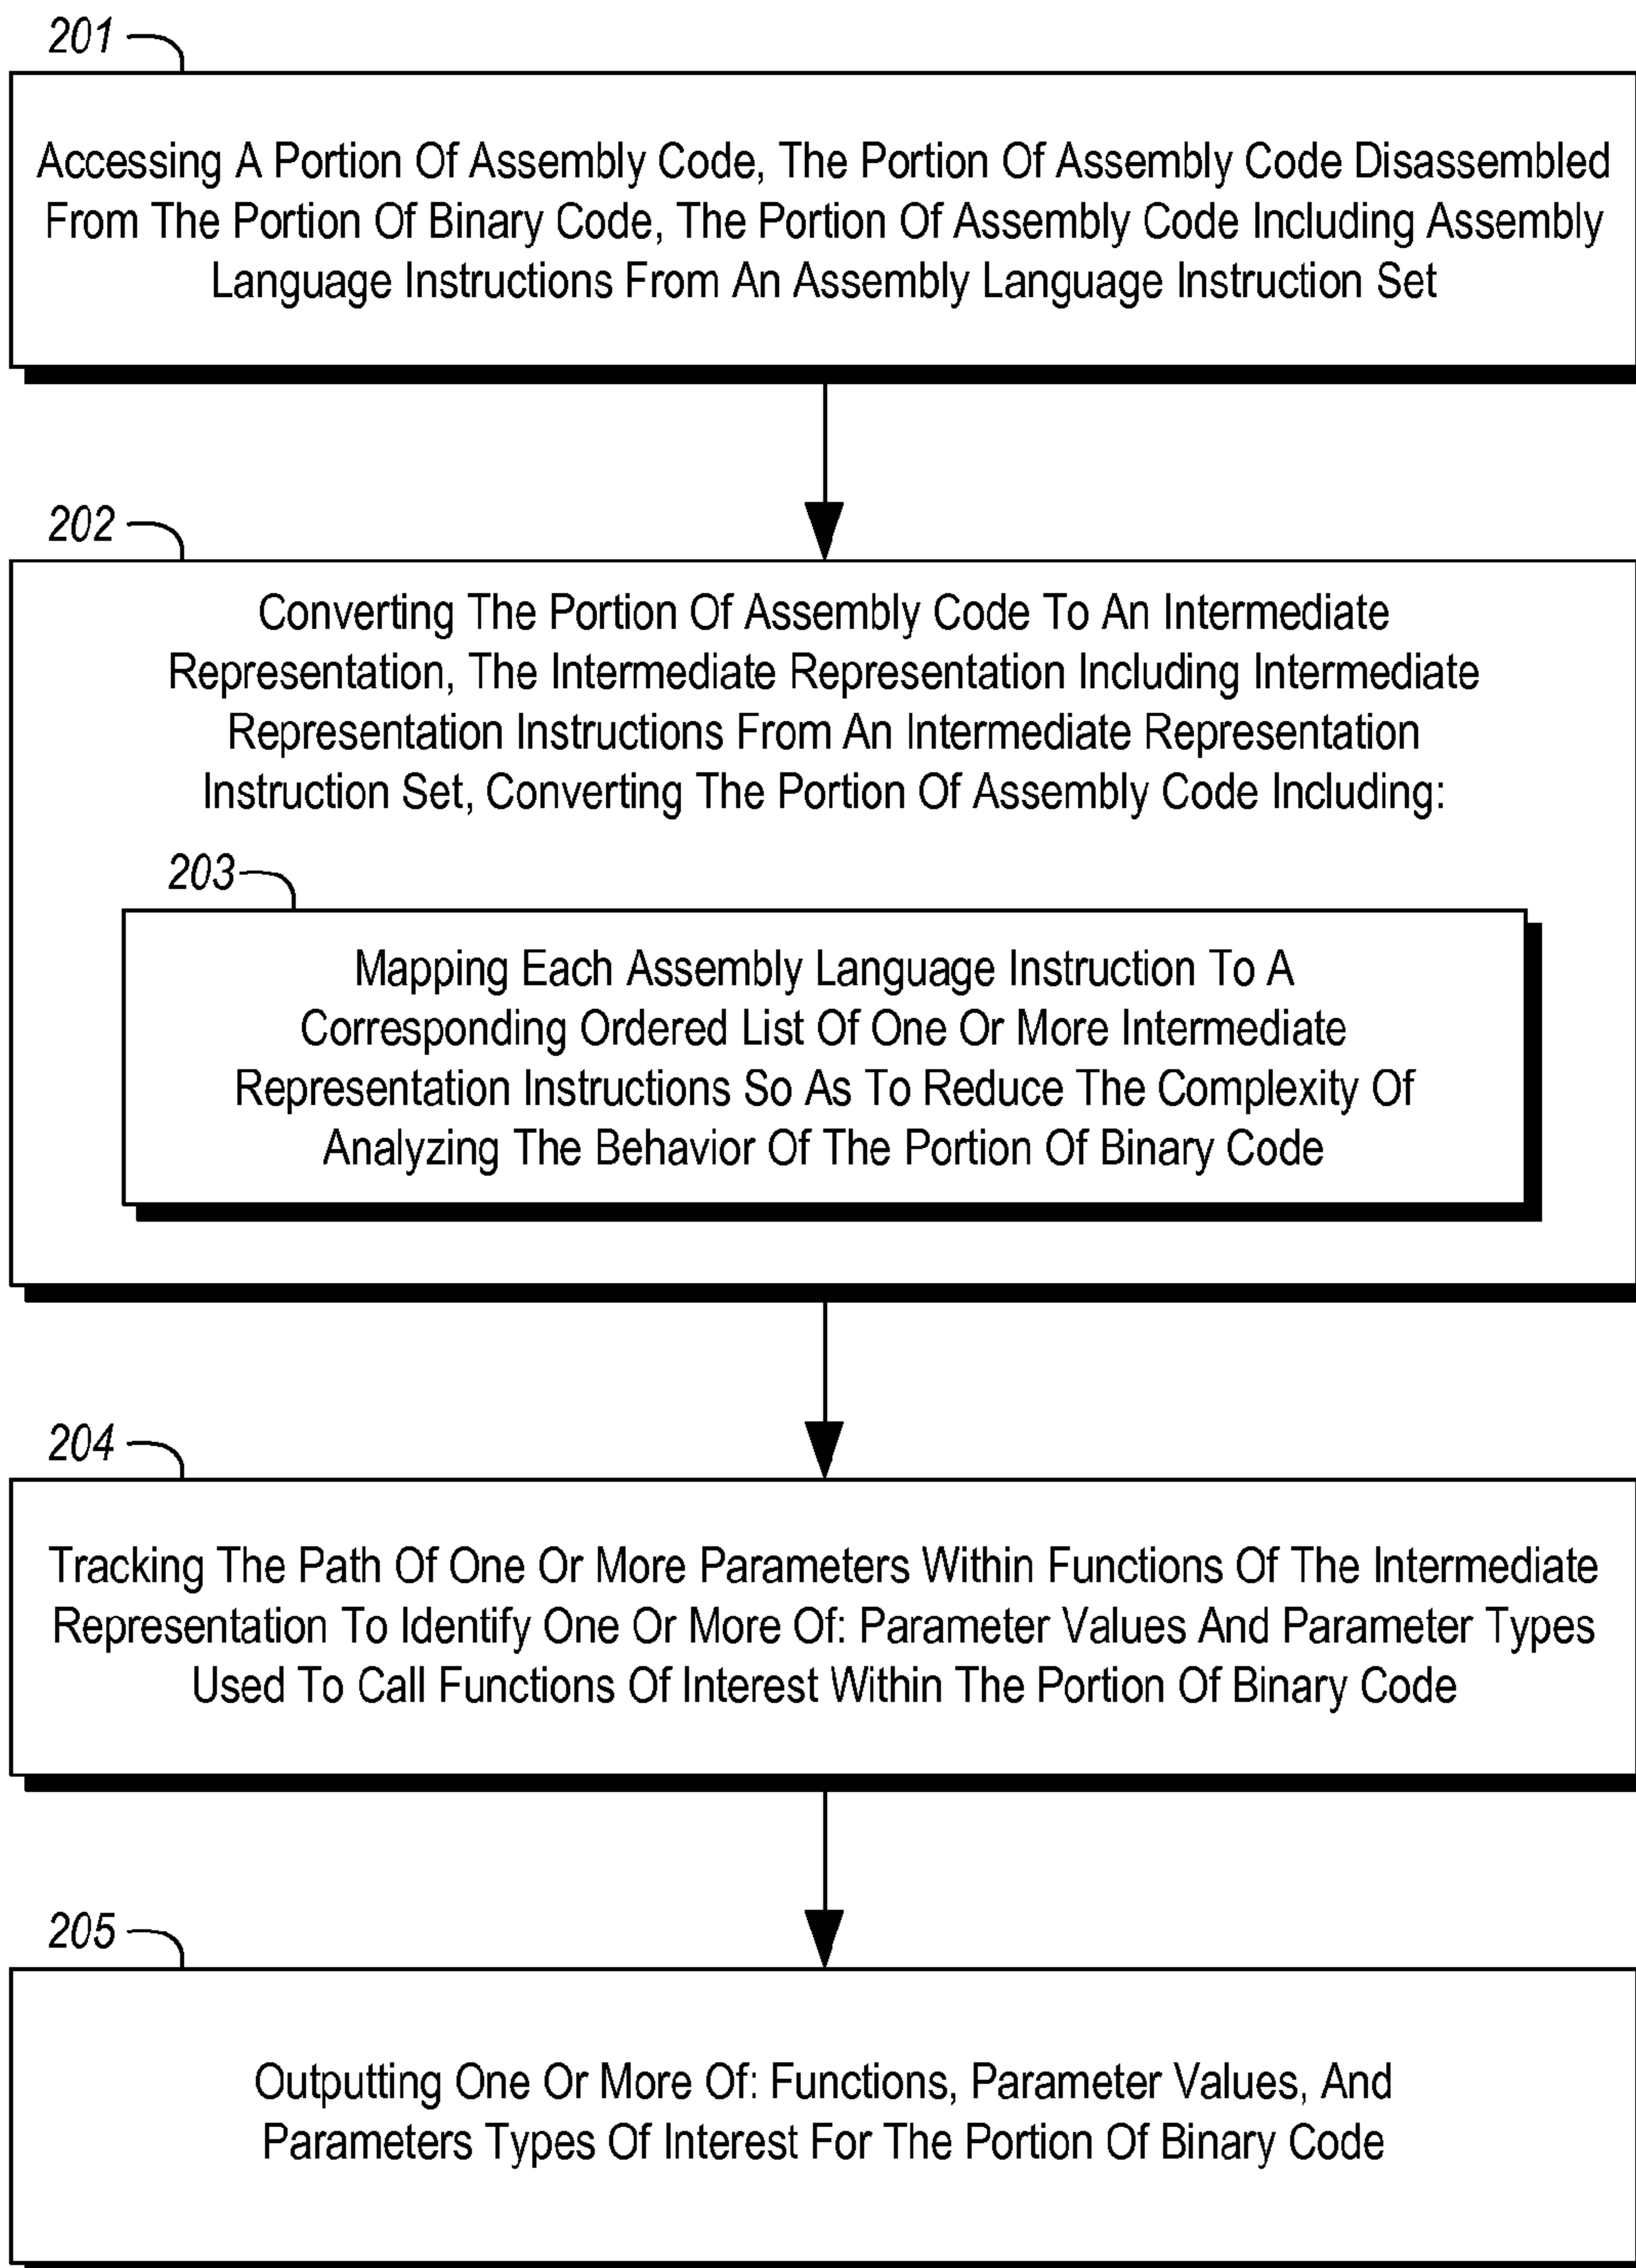 201
Accessing A Portion Of Assembly Code, The Portion Of Assembly Code Disassembled
From The Portion Of Binary Code, The Portion Of Assembly Code Including Assembly
Language Instructions From An Assembly Language Instruction Set
202
Converting The Portion Of Assembly Code To An Intermediate
Representation, The Intermediate Representation Including Intermediate
Representation Instructions From An Intermediate Representation
Instruction Set, Converting The Portion Of Assembly Code Including:
203
Mapping Each Assembly Language Instruction To A
Corresponding Ordered List Of One Or More Intermediate
Representation Instructions So As To Reduce The Complexity Of
Analyzing The Behavior Of The Portion Of Binary Code
204
Tracking The Path Of One Or More Parameters Within Functions Of The Intermediate
Representation To Identify One Or More Of: Parameter Values And Parameter Types
Used To Call Functions Of Interest Within The Portion Of Binary Code
205
Outputting One Or More Of: Functions, Parameter Values, And
Parameters Types Of Interest For The Portion Of Binary Code